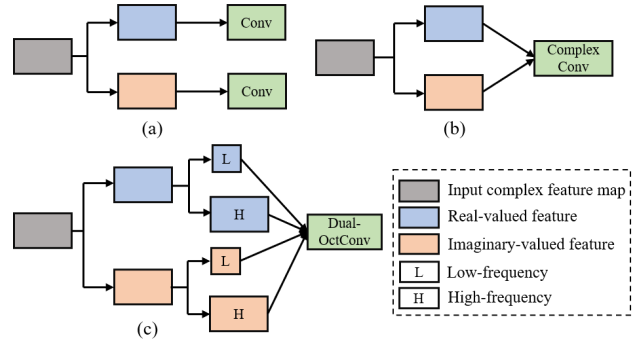 Conv
Conv
(a)
Complex
Conv
(b)
L
H
L
H
Dual-
OctConv
(c)
Input complex feature map
Real-valued feature
Imaginary-valued feature
L Low-frequency
H High-frequency